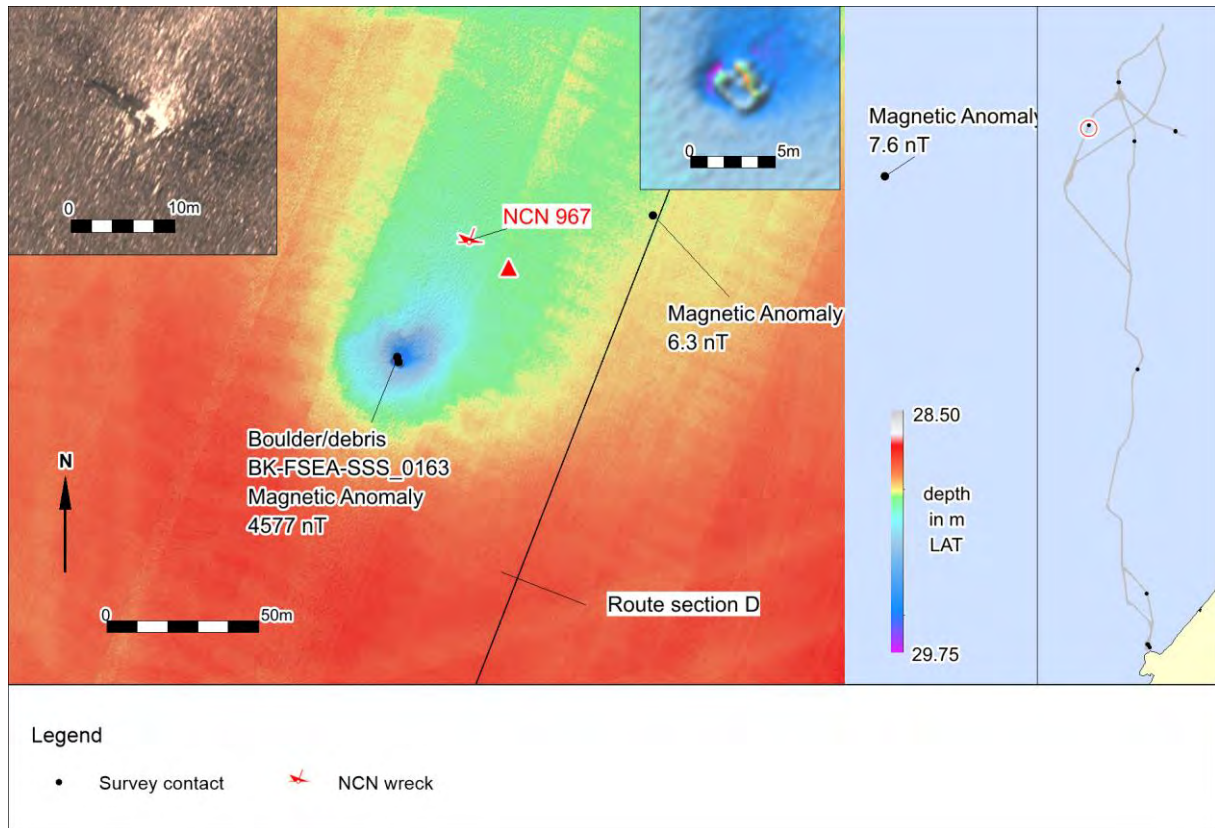 0
10m
0
5m
NCN 967
Magnetic Anomaly
6.3 nT
Magnetic Anomaly
7.6 nT
Boulder/debris
BK-FSEA-SSS_0163
Magnetic Anomaly
4577 nT
N
0
50m
Route section D
28.50
depth
in m
LAT
29.75
Legend
Survey contact
NCN wreck